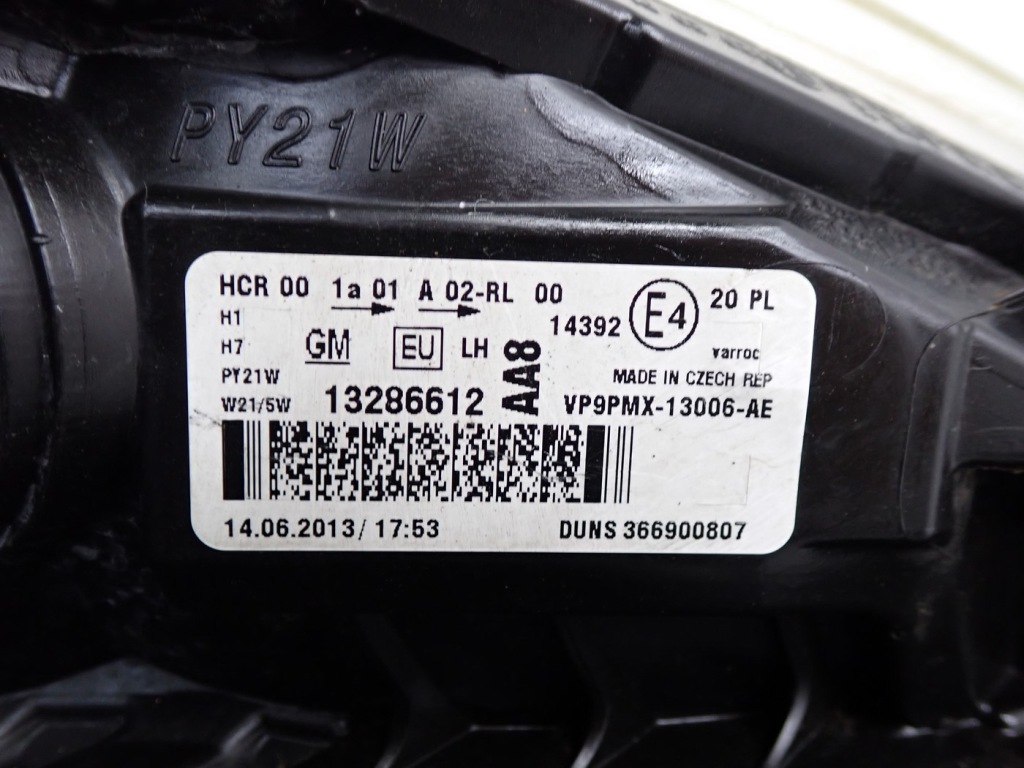 PY21W
HCR 00 1a 01 A 02-RL 00 E4 20 PL
H1 14392
H7 GM EU LH AA8 varroc
PY21W MADE IN CZECH REP
W21/5W 13286612 VP9PMX-13006-AE
14.06.2013/ 17:53 DUNS 366900807